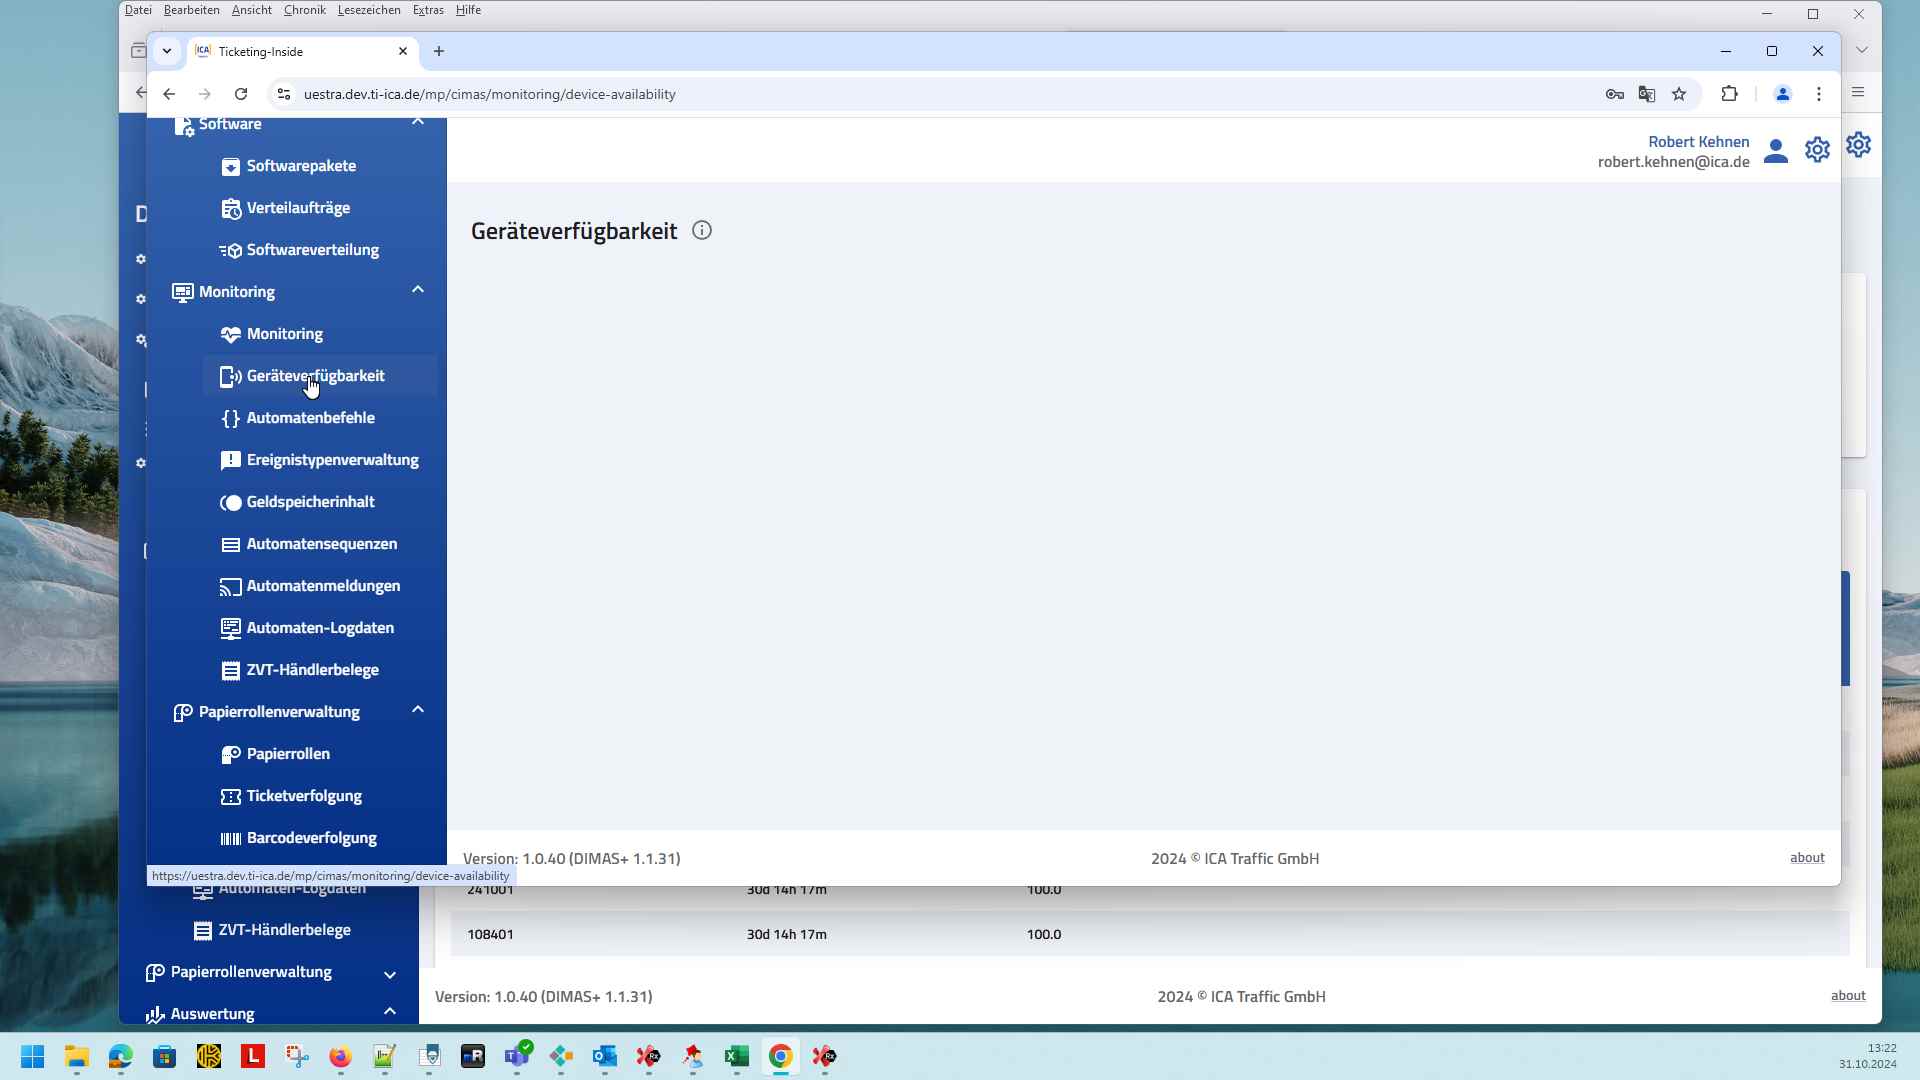 Datei Bearbeiten Ansicht Chronik Lesezeichen Extras Hilfe
Ticketing-Inside
uestra.dev.ti-ica.de/mp/cimas/monitoring/device-availability
Software
Softwarepakete
Verteilaufträge
Softwareverteilung
Monitoring
Monitoring
Geräteverfügbarkeit
Automatenbefehle
Ereignistypenverwaltung
Geldspeicherinhalt
Automatensequenzen
Automatenmeldungen
Automaten-Logdaten
ZVT-Händlerbelege
Papierrollenverwaltung
Papierrollen
Ticketverfolgung
Barcodeverfolgung
https://uestra.dev.ti-ica.de/mp/cimas/monitoring/device-availability
Robert Kehnen
robert.kehnen@ica.de
Geräteverfügbarkeit
Version: 1.0.40 (DIMAS+ 1.1.31) 2024 © ICA Traffic GmbH about
Automaten-Logdaten
ZVT-Händlerbelege
Papierrollenverwaltung
Auswertung
241001 30d 14h 17m 100.0
108401 30d 14h 17m 100.0
Version: 1.0.40 (DIMAS+ 1.1.31) 2024 © ICA Traffic GmbH about
13:22
31.10.2024